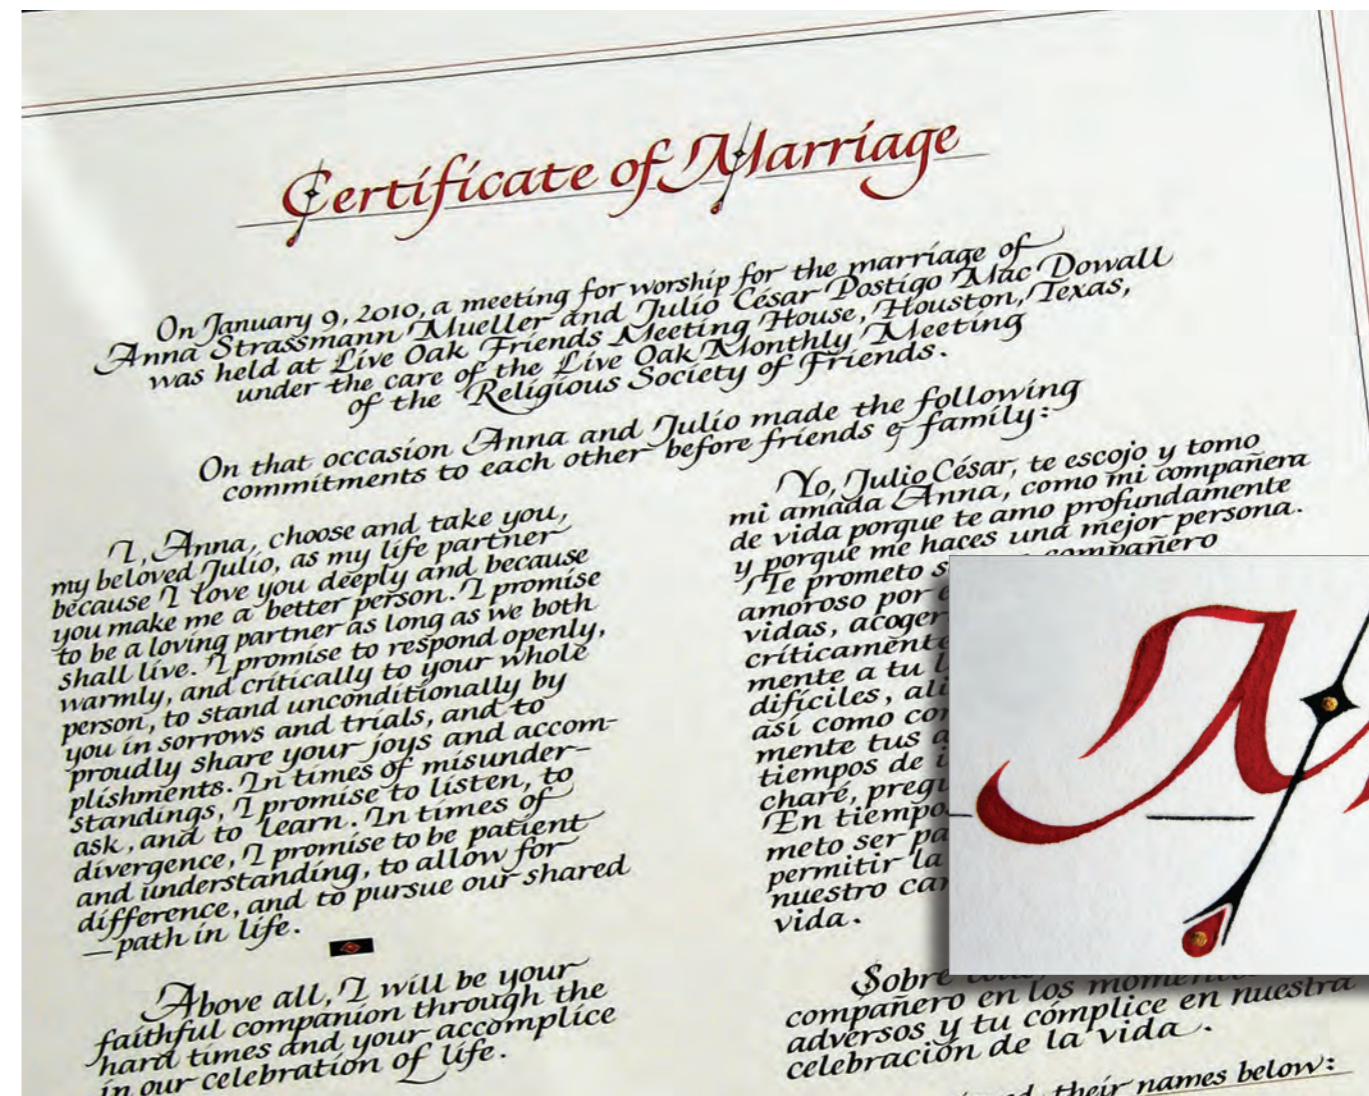 Certificate of Marriage
On January 9, 2010, a meeting for worship for the marriage of
Anna Strassmann Mueller and Julio César Postigo Mac Dowall
was held at Live Oak Friends Meeting House, Houston, Texas,
under the care of the Live Oak Monthly Meeting
of the Religious Society of Friends.
On that occasion Anna and Julio made the following
commitments to each other before friends & family:
I, Anna, choose and take you,
my beloved Julio, as my life partner
because I love you deeply and because
you make me a better person. I promise
to be a loving partner as long as we both
shall live. I promise to respond openly,
warmly, and critically to your whole
person, to stand unconditionally by
you in sorrows and trials, and to
proudly share your joys and accom-
plishments. In times of misunder-
standings, I promise to listen, to
ask, and to learn. In times of
divergence, I promise to be patient
and understanding, to allow for
difference, and to pursue our shared
path in life.
Above all, I will be your
faithful companion through the
hard times and your accomplice
in our celebration of life.
Yo, Julio César, te escojo y tomo
mi amada Anna, como mi compañera
de vida porque te amo profundamente
y porque me haces una mejor persona.
Te prometo s compañero
amoroso por
vidas, acoger
críticamente
mente a tu
difíciles, ali
así como con
mente tus
tiempos de
charé, preg
En tiempo
meto ser pa
permitir la
nuestro ca
vida.
Sobre
compañero en los momentos
adversos y tu cómplice en nuestra
celebración de la vida.
their names below: